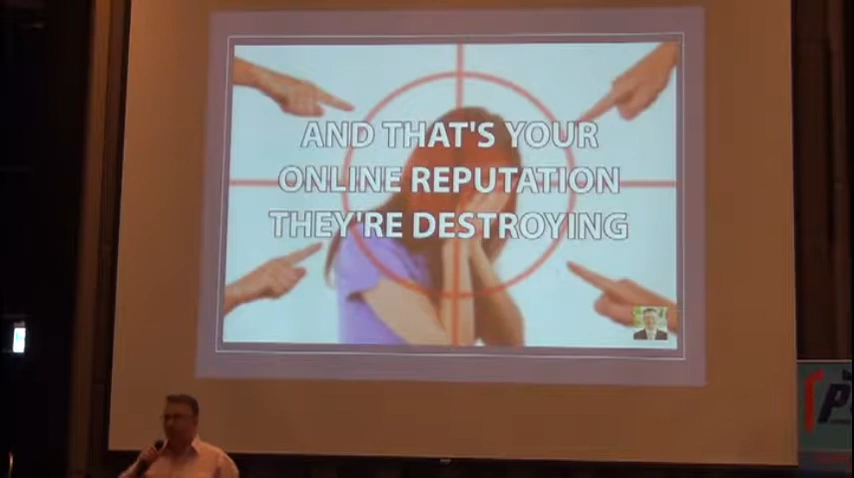 AND THAT'S YOUR
ONLINE REPUTATION
THEY'RE DESTROYING